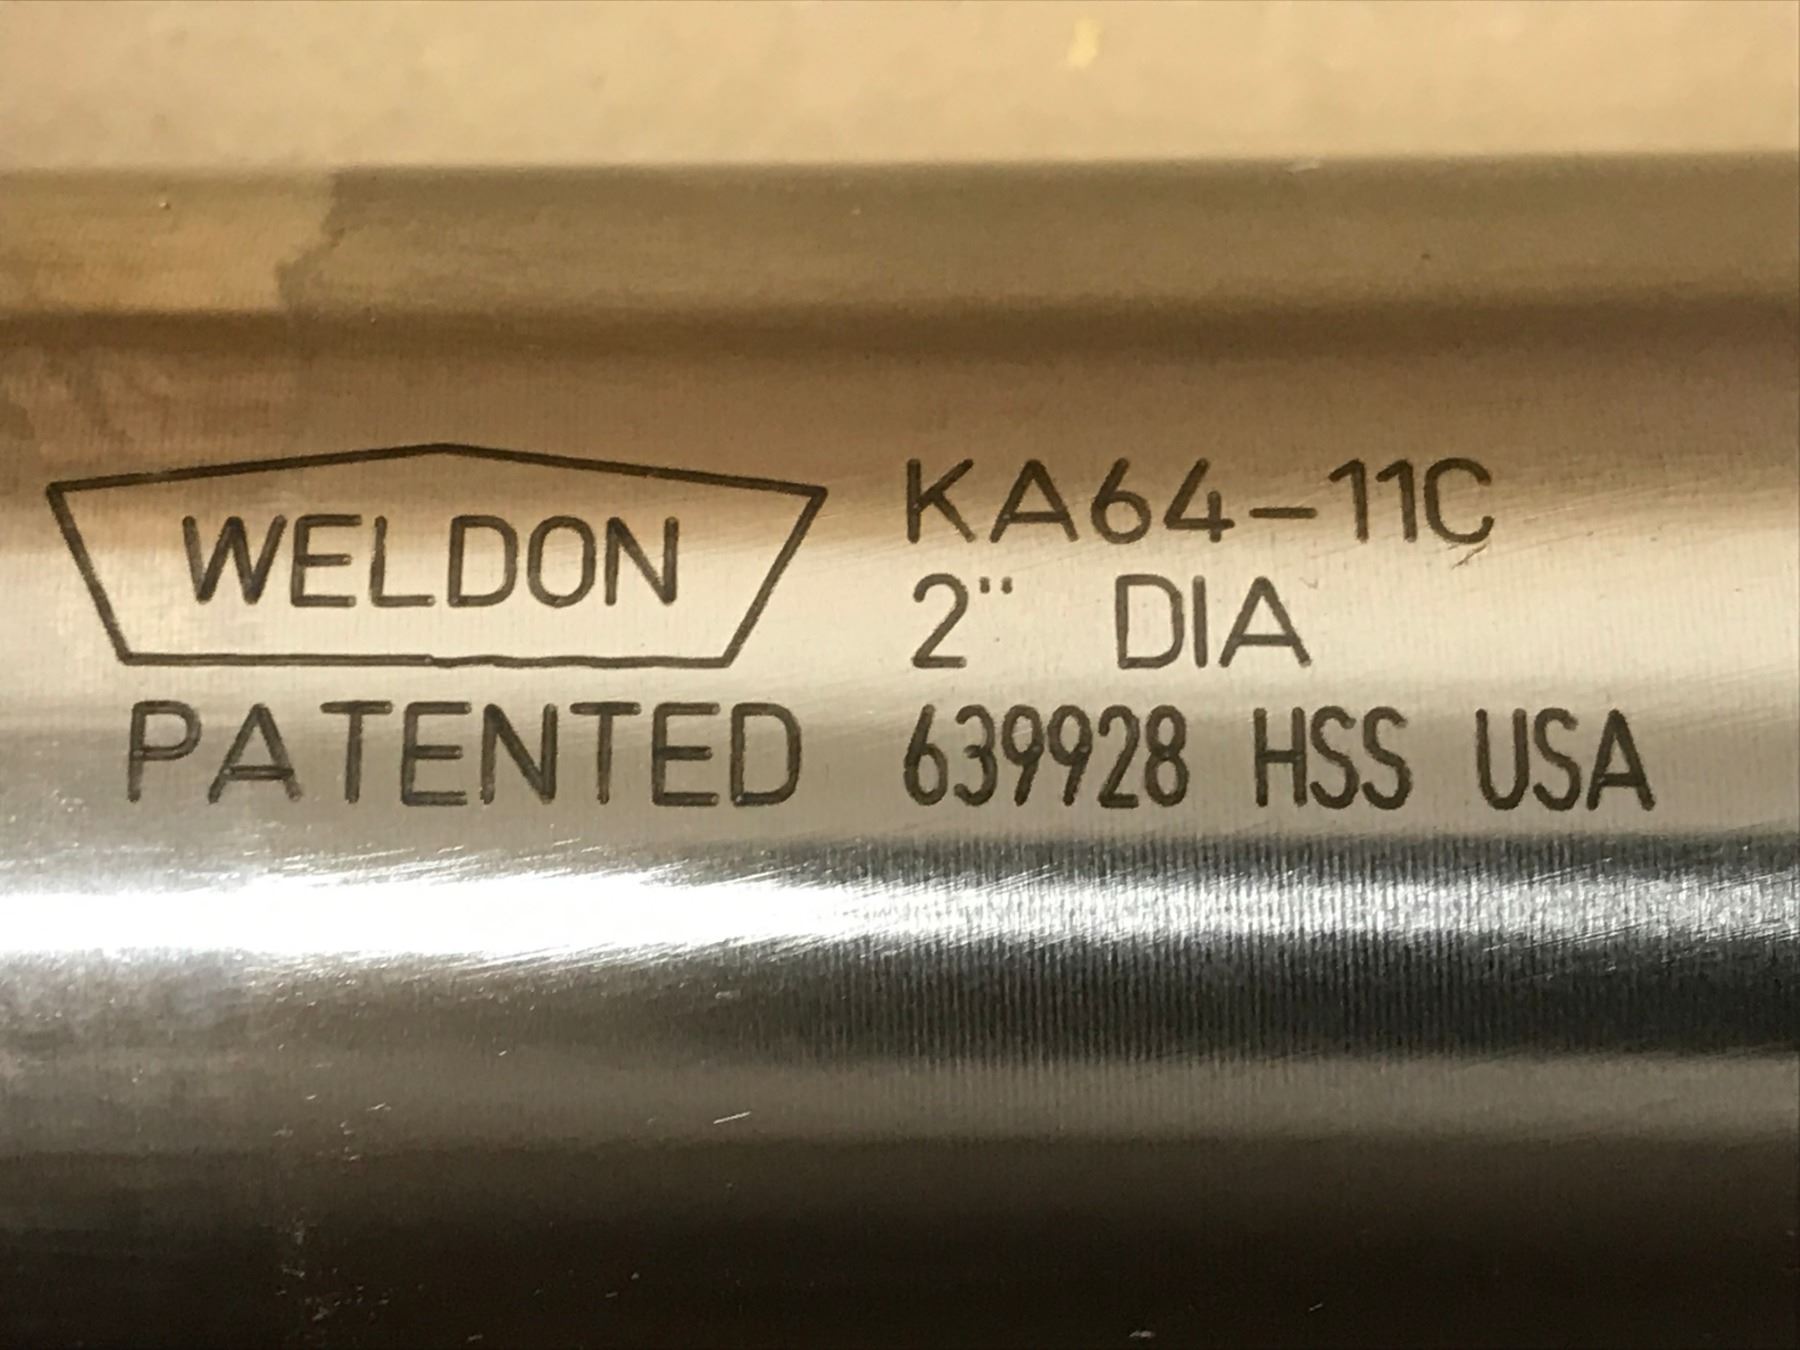 WELDON
KA64-11C
2" DIA
PATENTED 639928 HSS USA